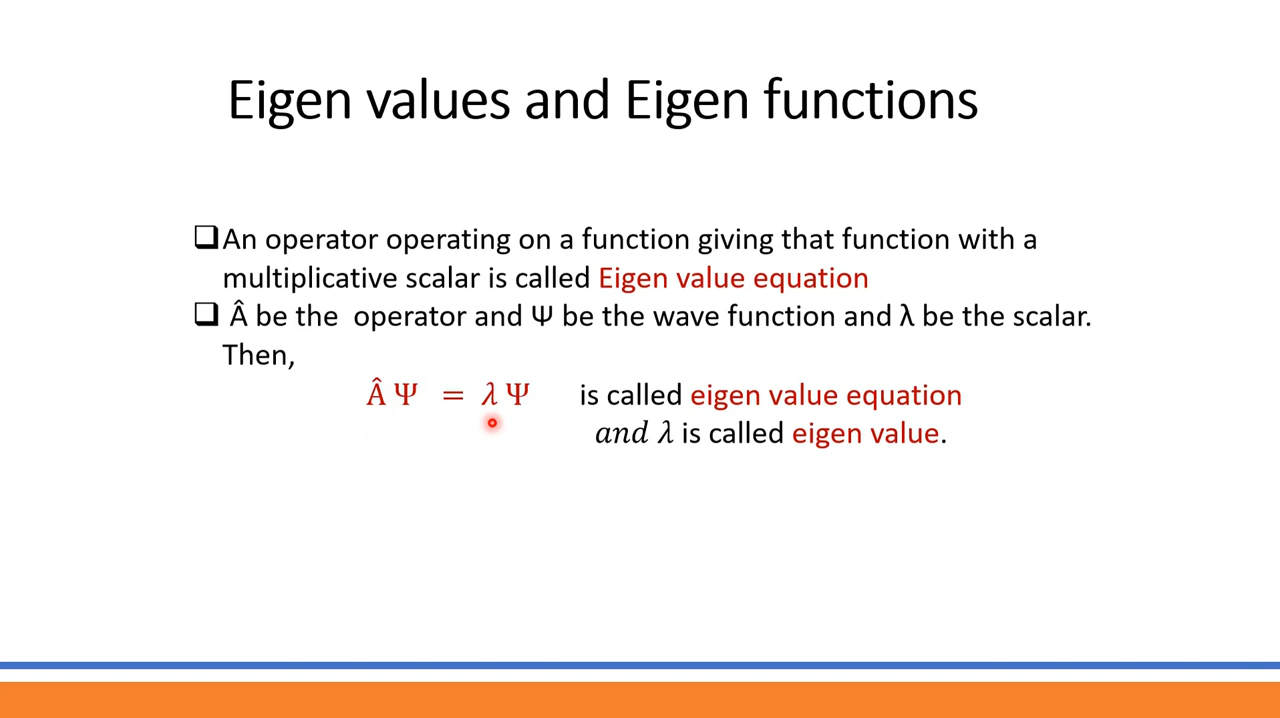 Eigen values and Eigen functions
❑An operator operating on a function giving that function with a
multiplicative scalar is called Eigen value equation
❑ Â be the operator and Ψ be the wave function and λ be the scalar.
Then,
Â Ψ = λ Ψ is called eigen value equation
and λ is called eigen value.